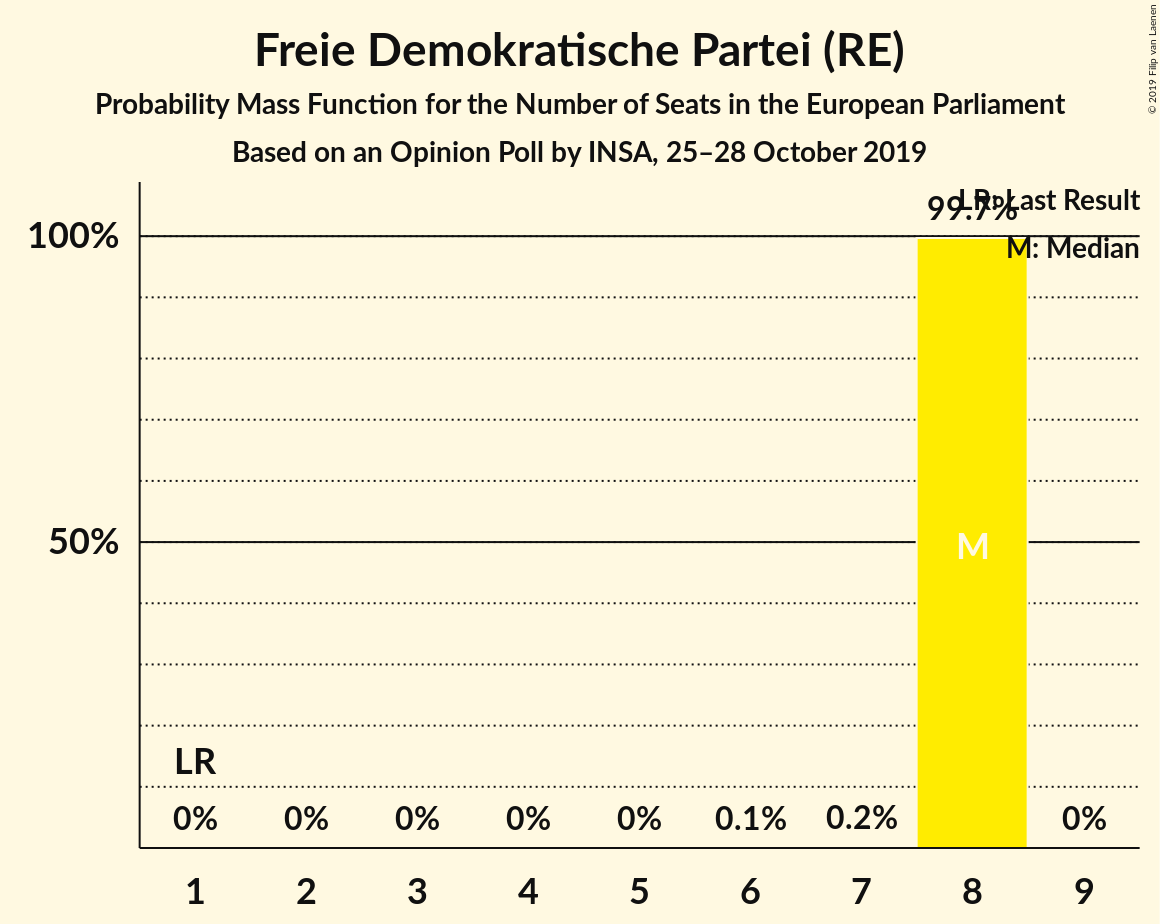 Freie Demokratische Partei (RE)
Probability Mass Function for the Number of Seats in the European Parliament
Based on an Opinion Poll by INSA, 25–28 October 2019
© 2019 Filip van Laenen
LR: Last Result
99.7%
M: Median
100%
50%
M
LR
0% 0% 0% 0% 0% 0.1% 0.2% 0%
1 2 3 4 5 6 7 8 9